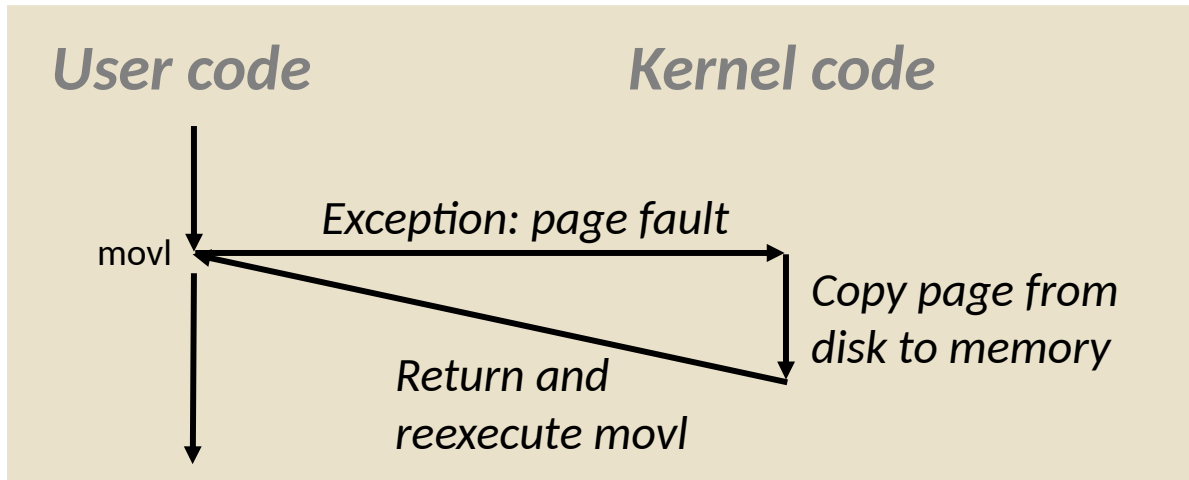 User code
Kernel code
Exception: page fault
movl
Copy page from
disk to memory
Return and
reexecute movl